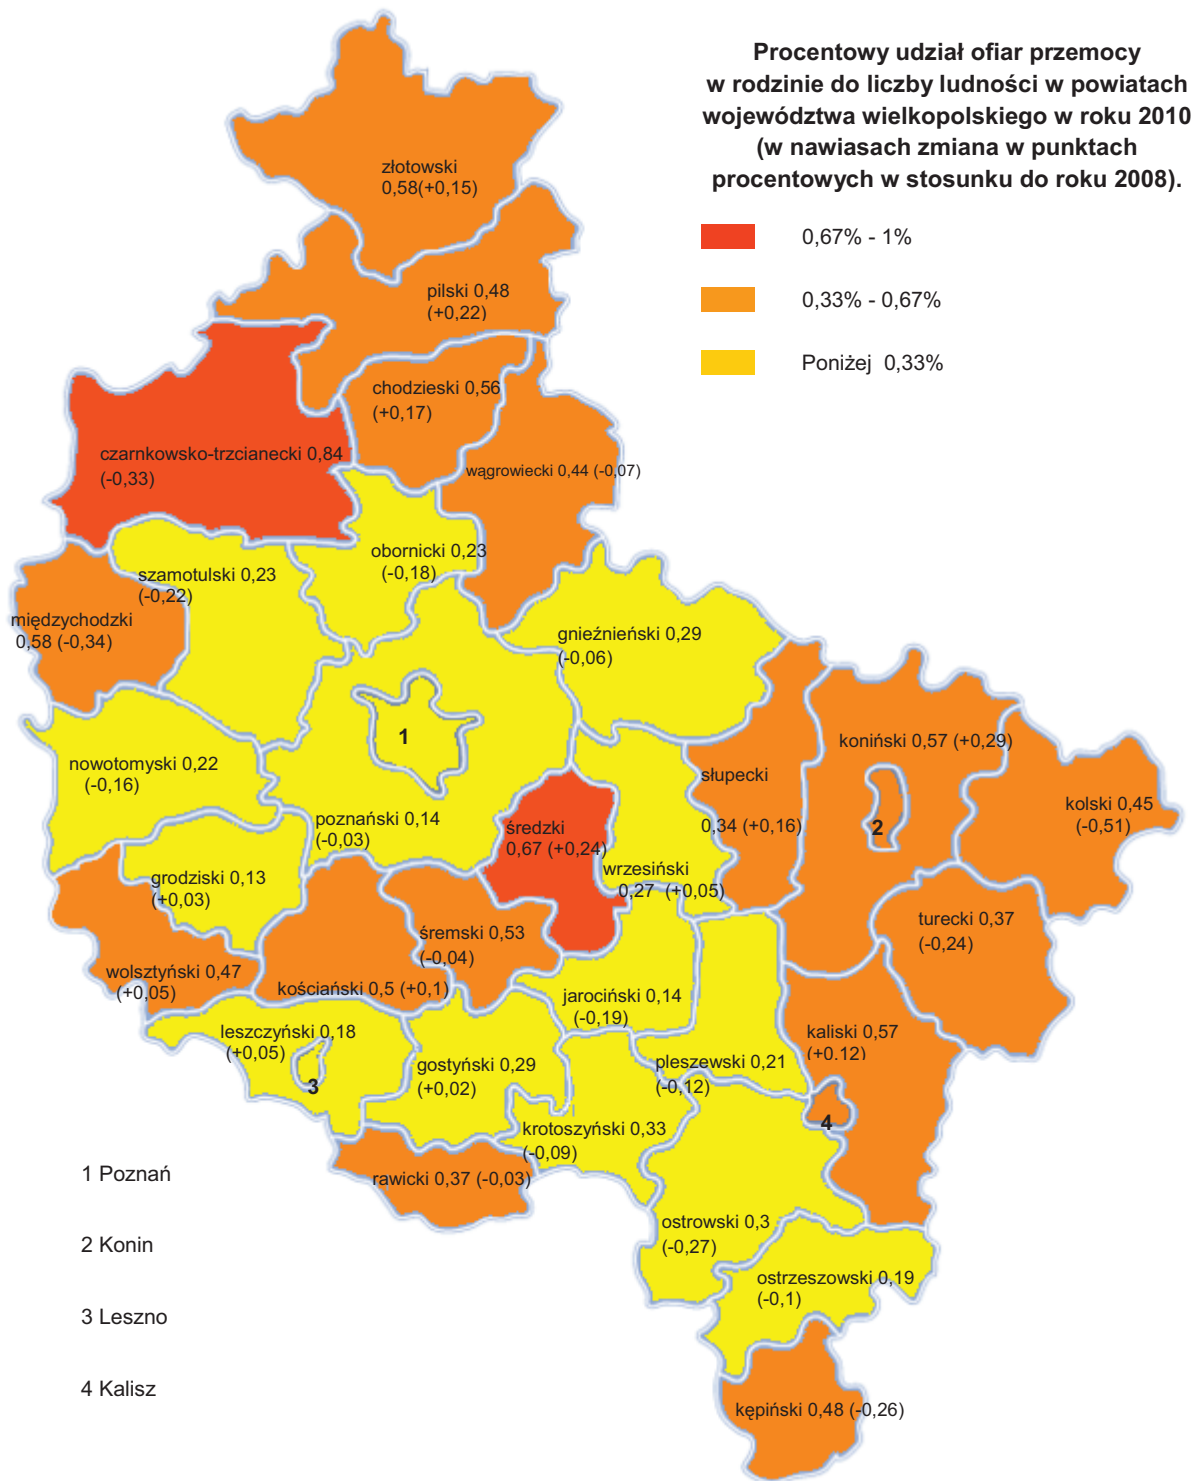 Procentowy udział ofiar przemocy
w rodzinie do liczby ludności w powiatach
województwa wielkopolskiego w roku 2010
(w nawiasach zmiana w punktach
procentowych w stosunku do roku 2008).
0,67% - 1%
0,33% - 0,67%
Poniżej 0,33%
złotowski
0,58(+0,15)
pilski 0,48
(+0,22)
chodzieski 0,56
(+0,17)
czarnkowsko-trzcianecki 0,84
(-0,33)
wągrowiecki 0,44 (-0,07)
obornicki 0,23
(-0,18)
szamotulski 0,23
(-0,22)
międzychodzki
0,58 (-0,34)
gnieźnieński 0,29
(-0,06)
1
koniński 0,57 (+0,29)
nowotomyski 0,22
(-0,16)
słupecki
0,34 (+0,16)
kolski 0,45
(-0,51)
2
poznański 0,14
(-0,03)
średzki
0,67 (+0,24)
wrzesiński
0,27 (+0,05)
grodziski 0,13
(+0,03)
turecki 0,37
(-0,24)
śremski 0,53
(-0,04)
wolsztyński 0,47
(+0,05)
kościański 0,5 (+0,1)
jarociński 0,14
(-0,19)
leszczyński 0,18
(+0,05)
kaliski 0,57
(+0.12)
gostyński 0,29
(+0,02)
pleszewski 0,21
(-0,12)
3
4
krotoszyński 0,33
(-0,09)
rawicki 0,37 (-0,03)
ostrowski 0,3
(-0,27)
ostrzeszowski 0,19
(-0,1)
kępiński 0,48 (-0,26)
1 Poznań
2 Konin
3 Leszno
4 Kalisz